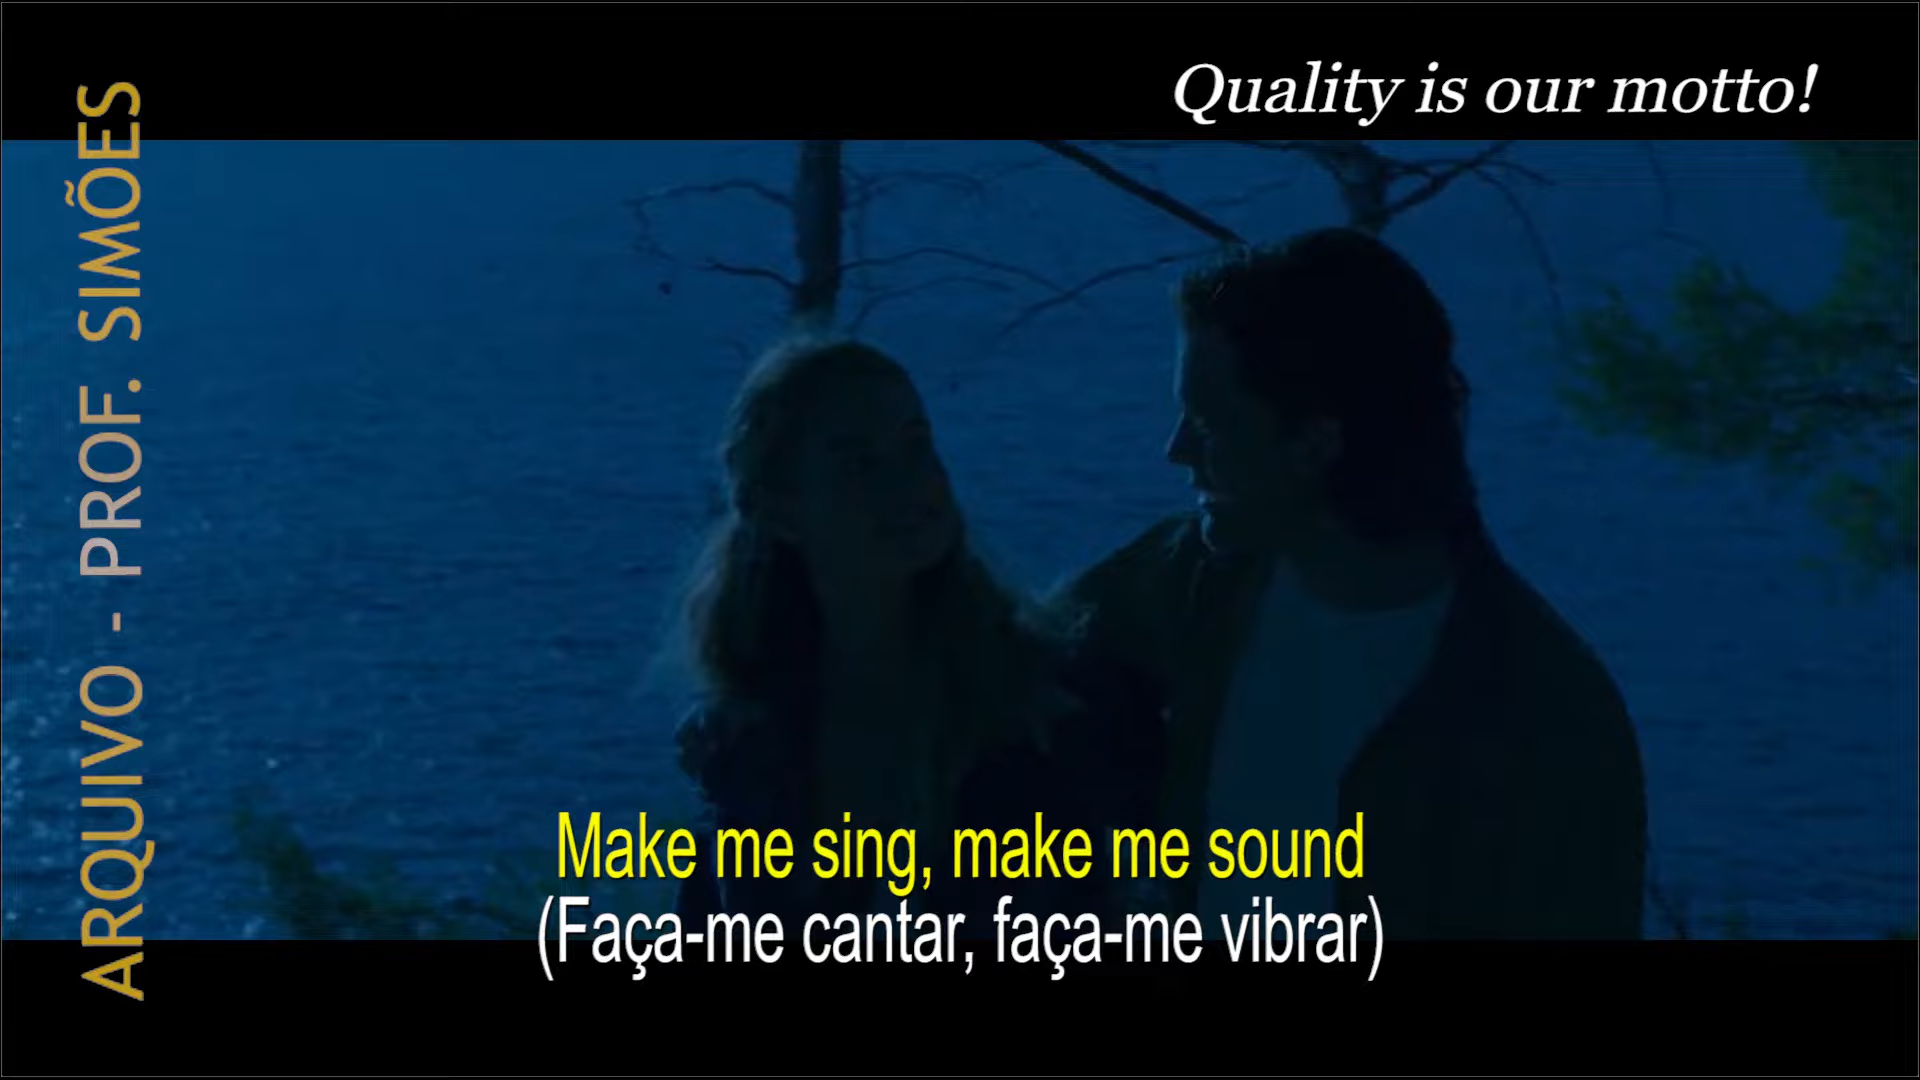 Quality is our motto!
ARQUIVO - PROF. SIMÕES
Make me sing, make me sound
(Faça-me cantar, faça-me vibrar)